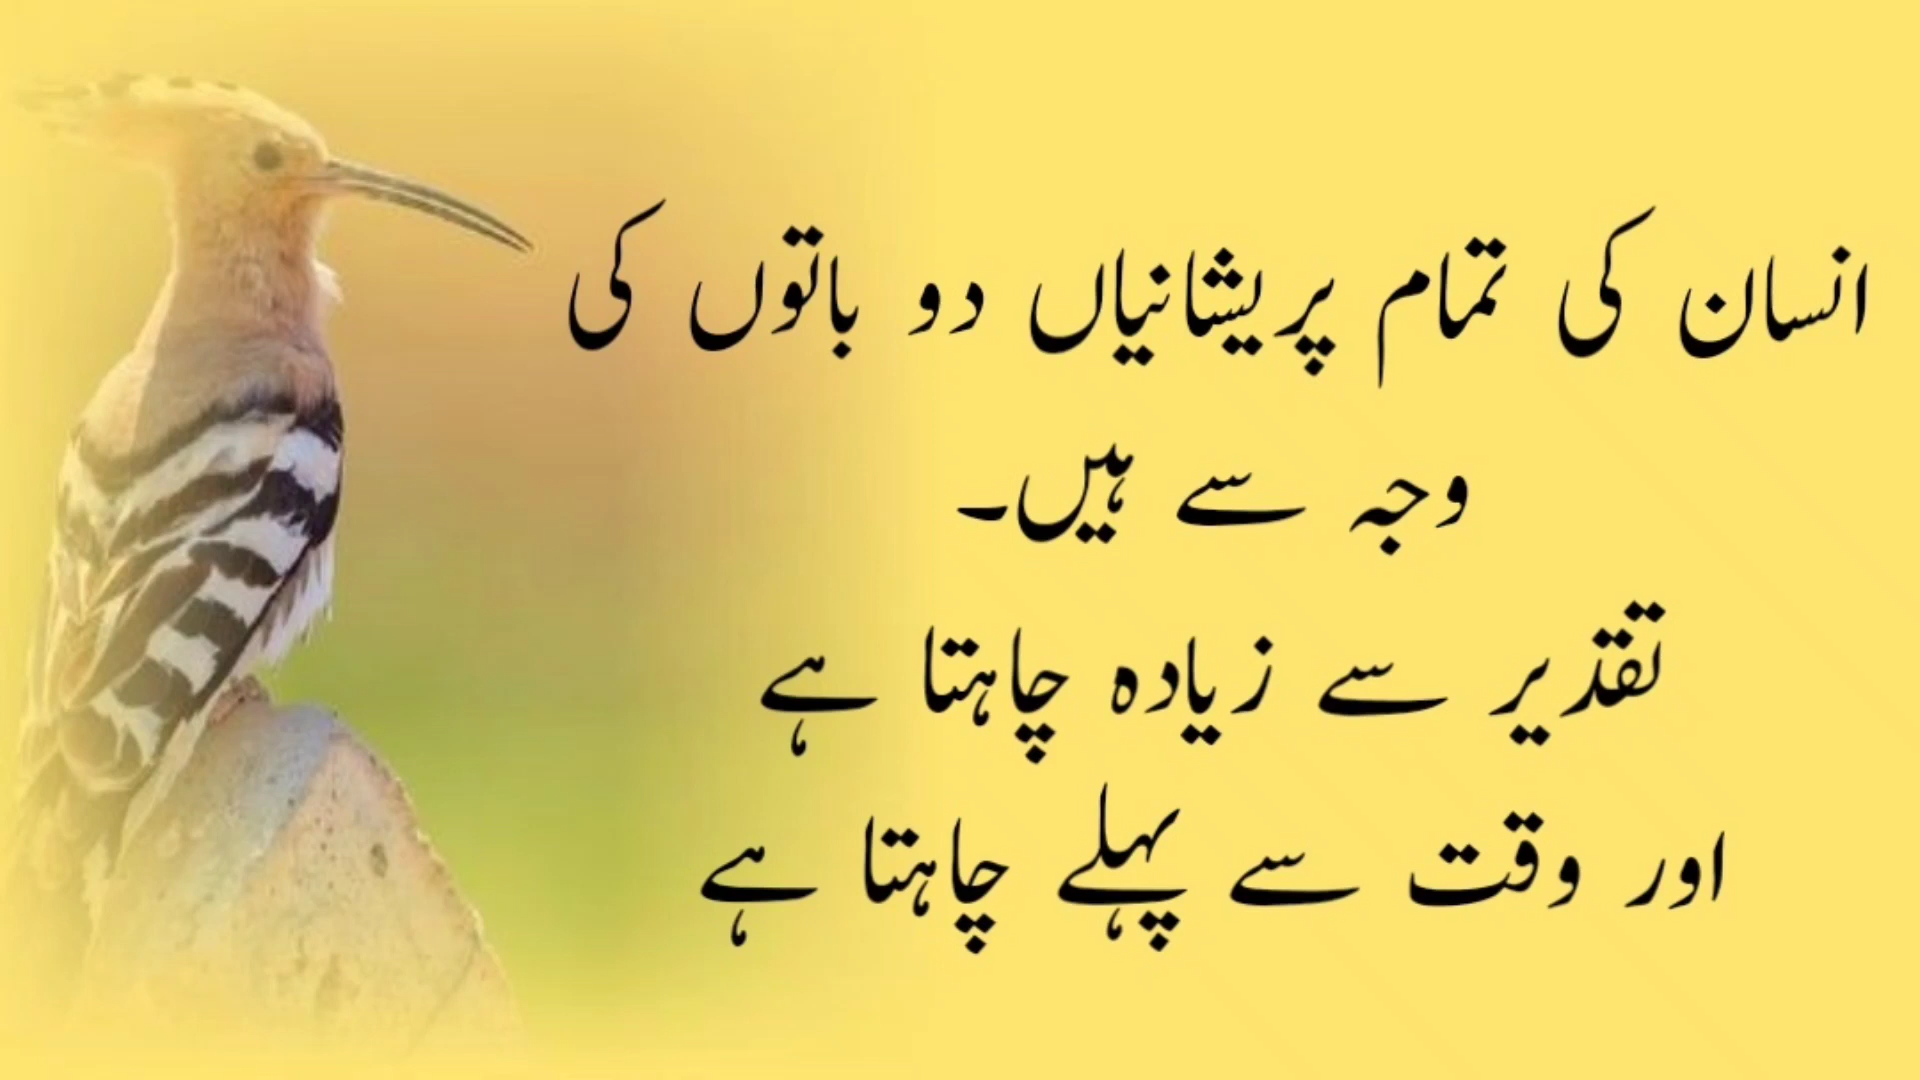 انسان کی تمام پریشانیاں دو باتوں کی
وجہ سے ہیں۔
تقدیر سے زیادہ چاہتا ہے
اور وقت سے پہلے چاہتا ہے